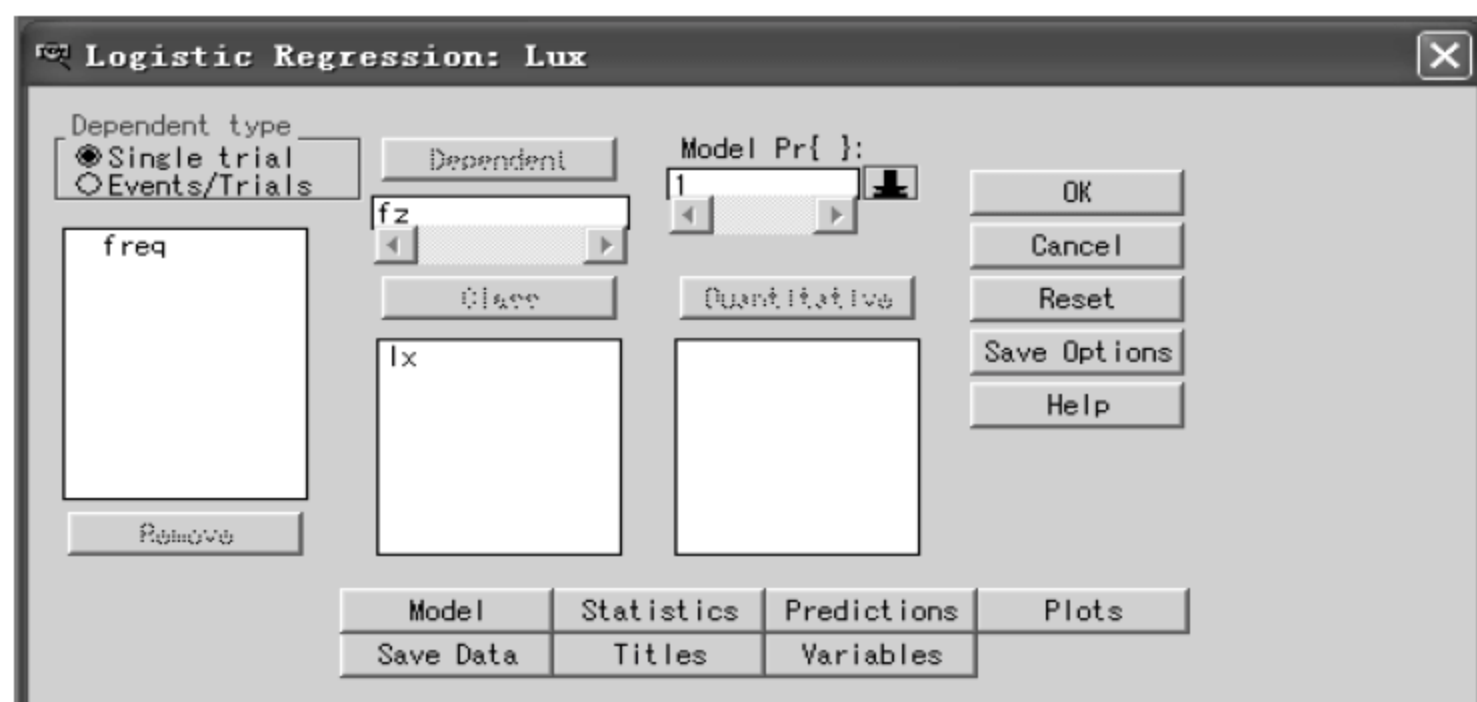 Logistic Regression: Lux
Dependent type
Single trial
Events/Trials
Dependent
fz
Model Pr{ }:
1
freq
Class
lx
Quantitative
Remove
OK
Cancel
Reset
Save Options
Help
Model Statistics Predictions Plots
Save Data Titles Variables